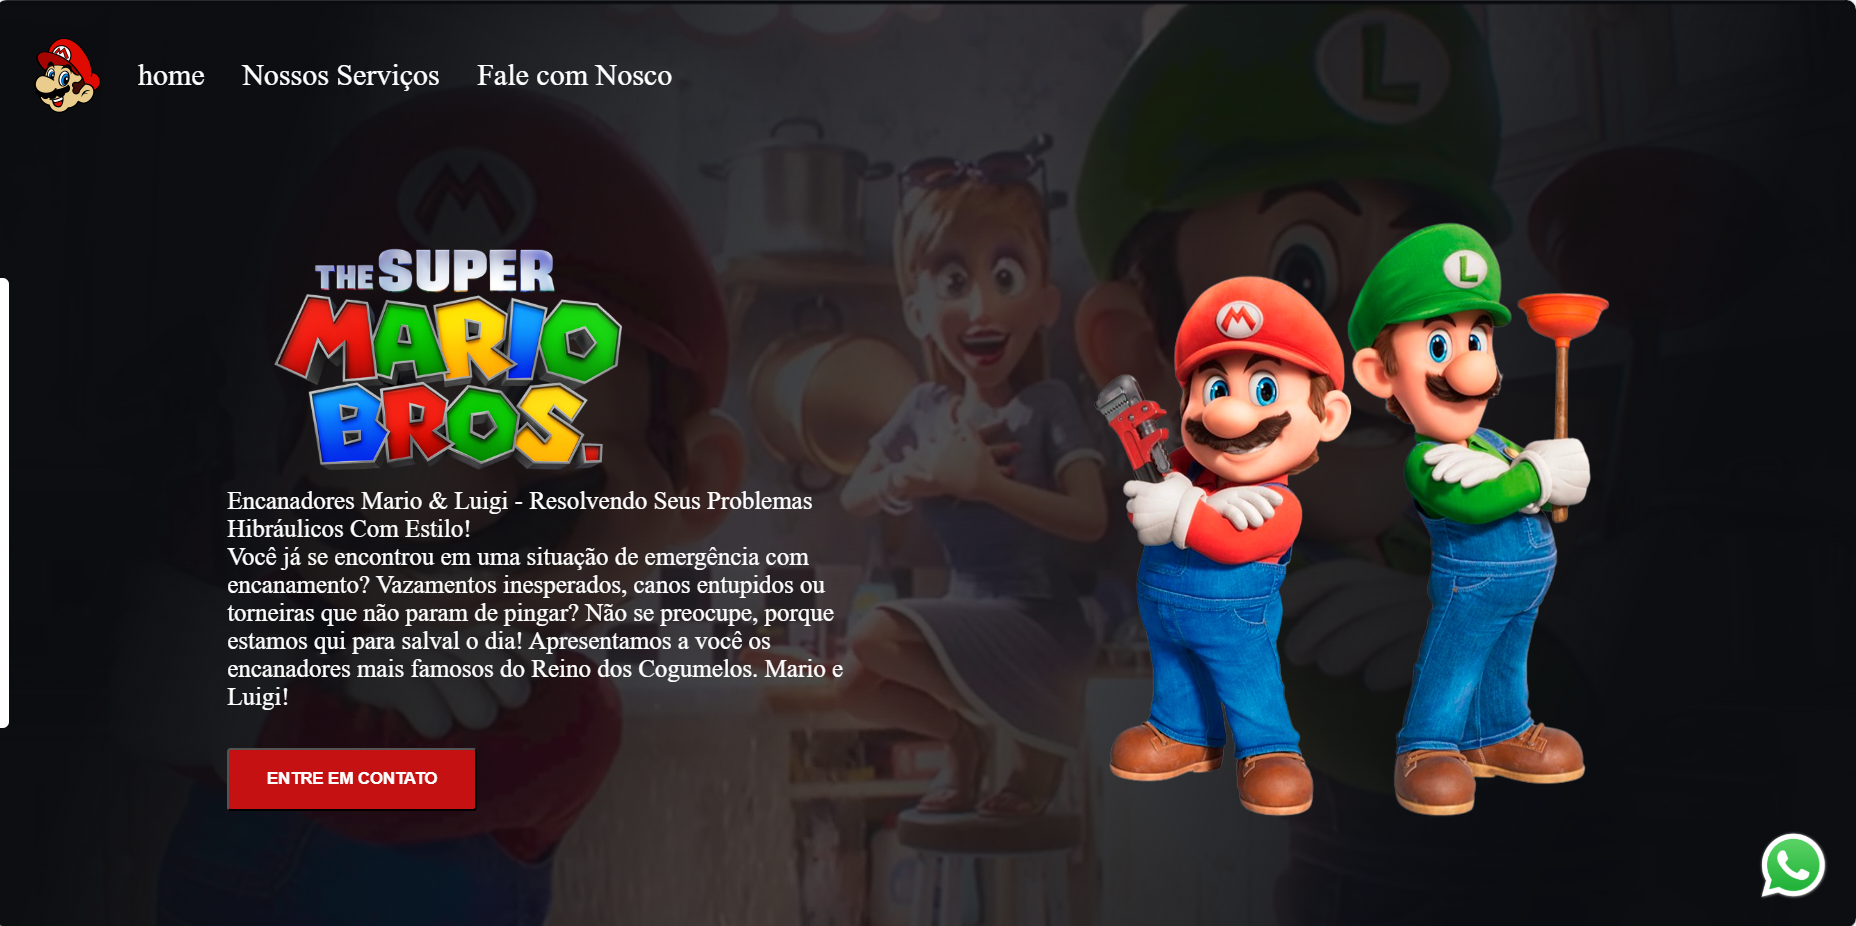 home Nossos Serviços Fale com Nosco
THE SUPER
MARIO
BROS.
Encanadores Mario & Luigi - Resolvendo Seus Problemas
Hibráulicos Com Estilo!
Você já se encontrou em uma situação de emergência com
encanamento? Vazamentos inesperados, canos entupidos ou
torneiras que não param de pingar? Não se preocupe, porque
estamos qui para salval o dia! Apresentamos a você os
encanadores mais famosos do Reino dos Cogumelos. Mario e
Luigi!
ENTRE EM CONTATO
M
L
M
L